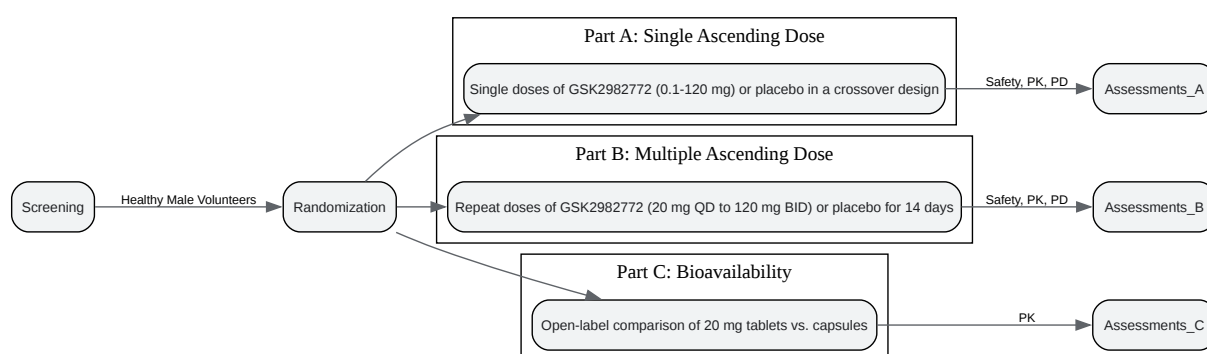 Part A: Single Ascending Dose
Single doses of GSK2982772 (0.1-120 mg) or placebo in a crossover design
Safety, PK, PD
Assessments_A
Part B: Multiple Ascending Dose
Screening
Healthy Male Volunteers
Randomization
Repeat doses of GSK2982772 (20 mg QD to 120 mg BID) or placebo for 14 days
Safety, PK, PD
Assessments_B
Part C: Bioavailability
Open-label comparison of 20 mg tablets vs. capsules
PK
Assessments_C